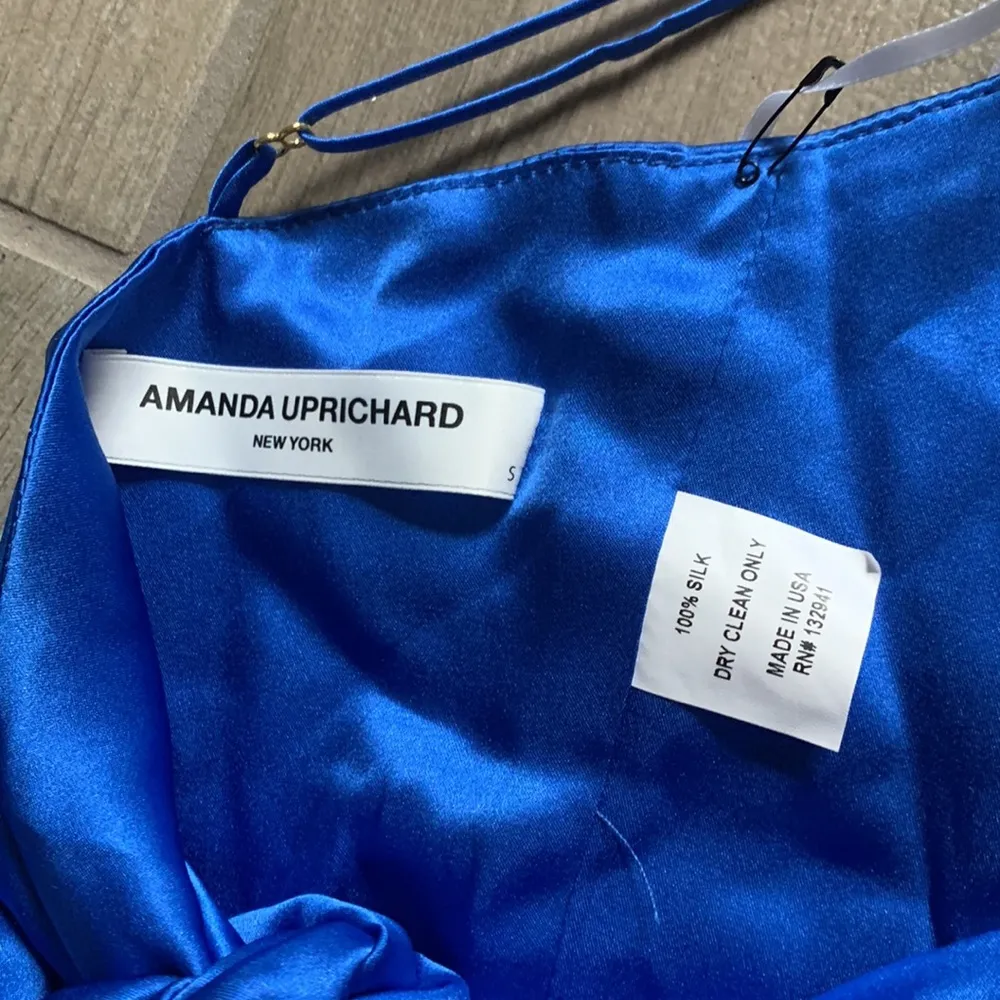 AMANDA UPRICHARD
NEW YORK
S
100% SILK
DRY CLEAN ONLY
MADE IN USA
RN# 132941